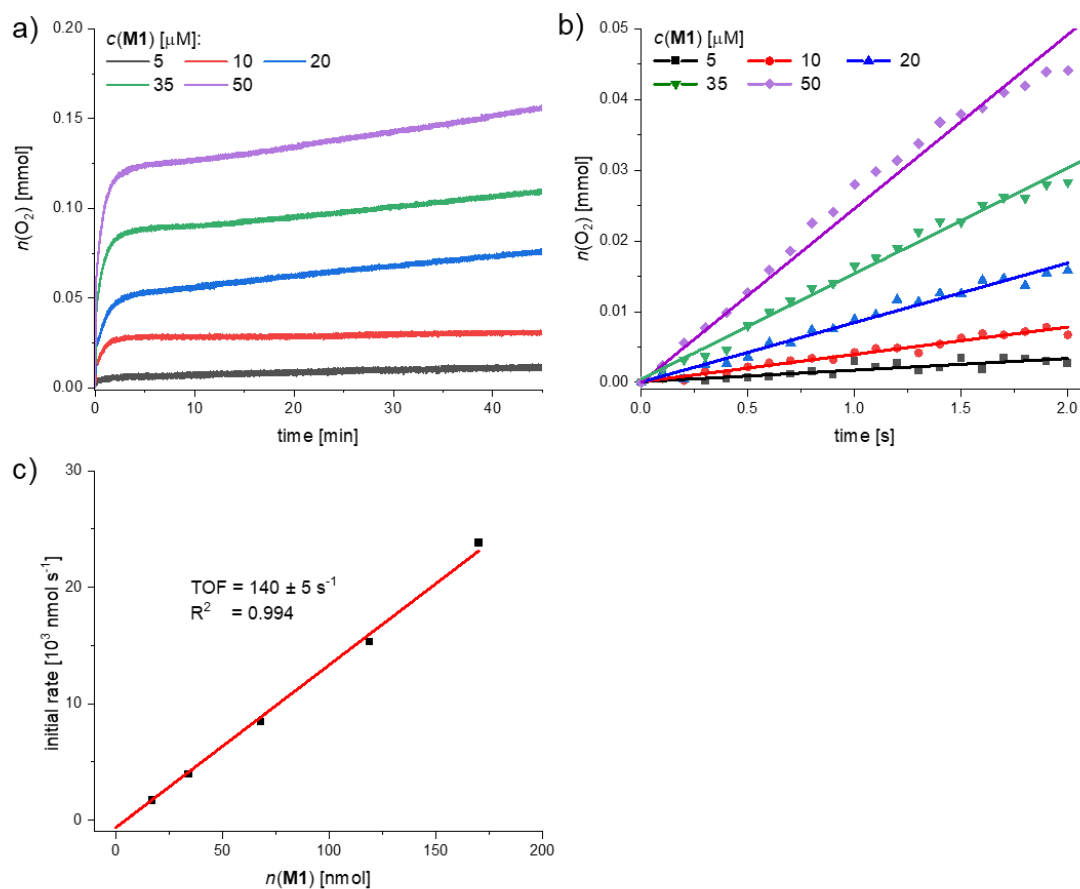 a)
c(M1) [μM]:
5 10 20
35 50
0.20
0.15
0.10
0.05
0.00
n(O₂) [mmol]
0 10 20 30 40
time [min]
b)
c(M1) [μM]
5 10 20
35 50
0.05
0.04
0.03
0.02
0.01
0.00
n(O₂) [mmol]
0.0 0.5 1.0 1.5 2.0
time [s]
c)
30
20
10
0
initial rate [10³ nmol s⁻¹]
TOF = 140 ± 5 s⁻¹
R² = 0.994
0 50 100 150 200
n(M1) [nmol]